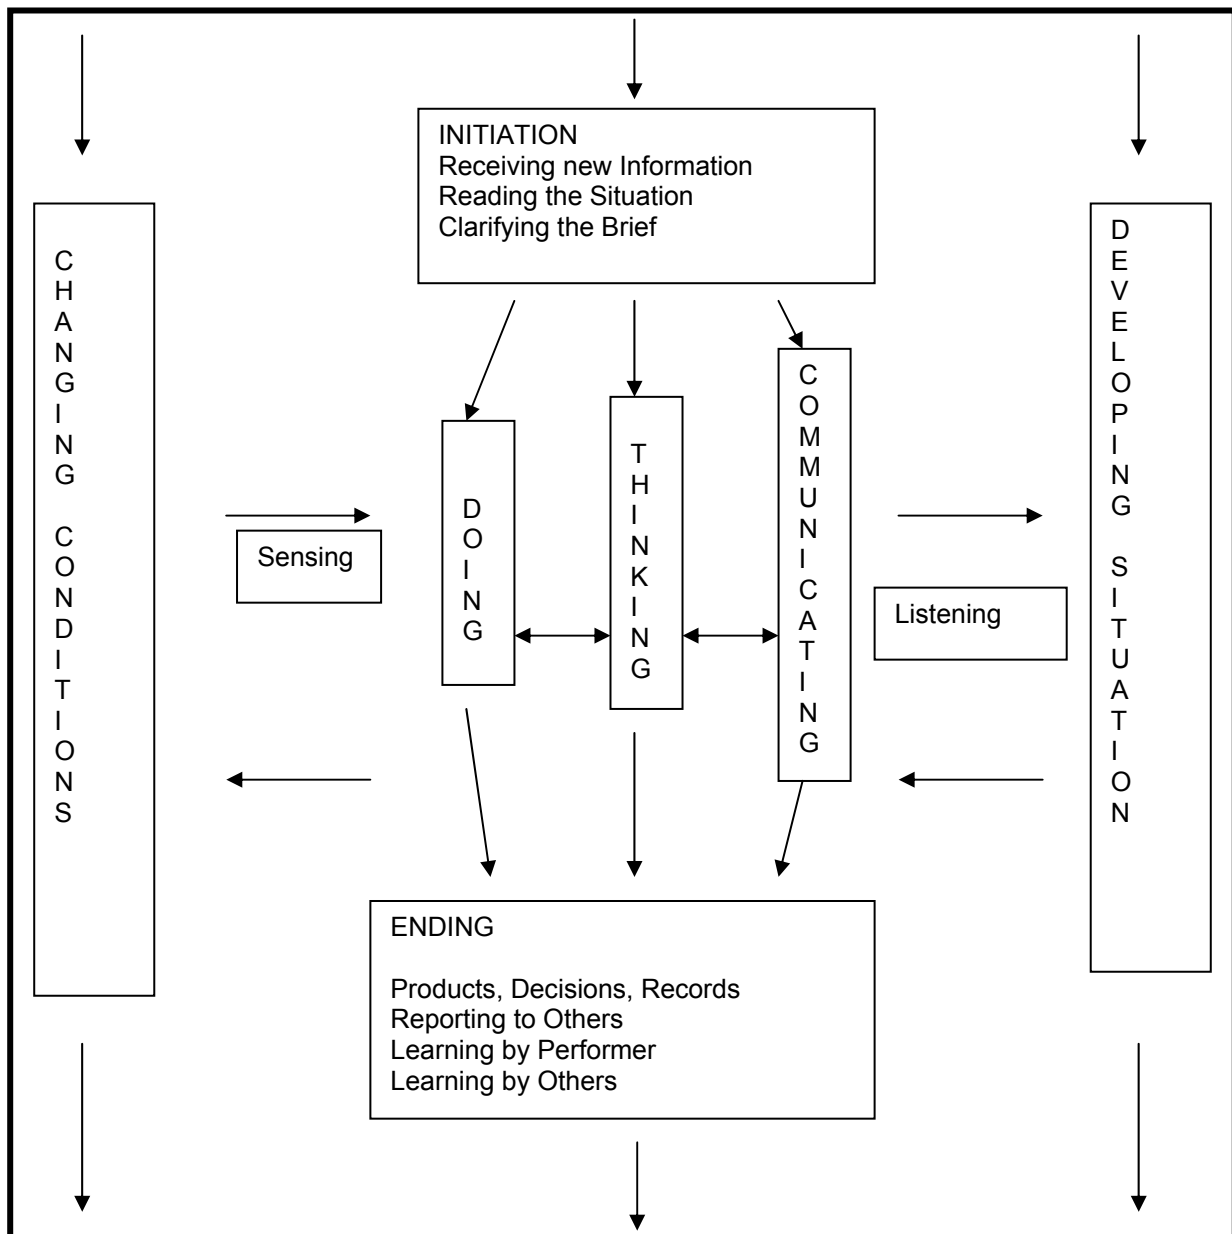 INITIATION
Receiving new Information
Reading the Situation
Clarifying the Brief
CHANGING CONDITIONS
Sensing
DOING
THINKING
COMMUNICATING
Listening
DEVELOPING SITUATION
ENDING
Products, Decisions, Records
Reporting to Others
Learning by Performer
Learning by Others